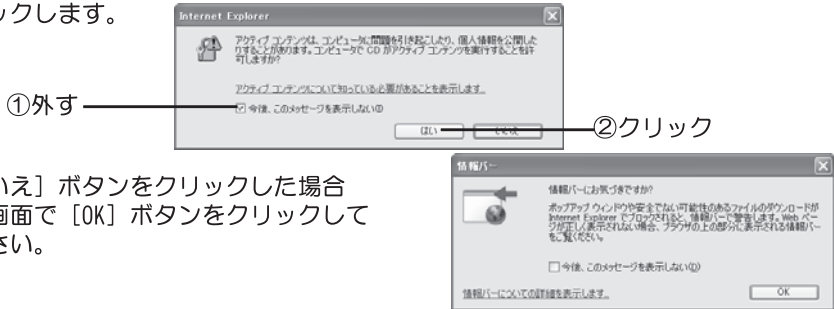 ックします。
Internet Explorer
アクティブ コンテンツは、コンピュータに問題を引き起こしたり、個人情報を公開した
りすることがあります。コンピュータで CD がアクティブ コンテンツを実行することを許
可しますか?
アクティブ コンテンツについて知っている必要があることを表示します。
①外す
今後、このメッセージを表示しない(D)
はい
いいえ
②クリック
いえ］ボタンをクリックした場合
画面で［OK］ボタンをクリックして
さい。
情報バー
情報バーにお気づきですか?
ポップアップ ウィンドウや安全でない可能性のあるファイルのダウンロードが
Internet Explorer でブロックされると、情報バーで警告します。Web ペー
ジが正しく表示されない場合、ブラウザの上の部分に表示される情報バー
をご覧ください。
今後、このメッセージを表示しない(D)
情報バーについての詳細を表示します。
OK